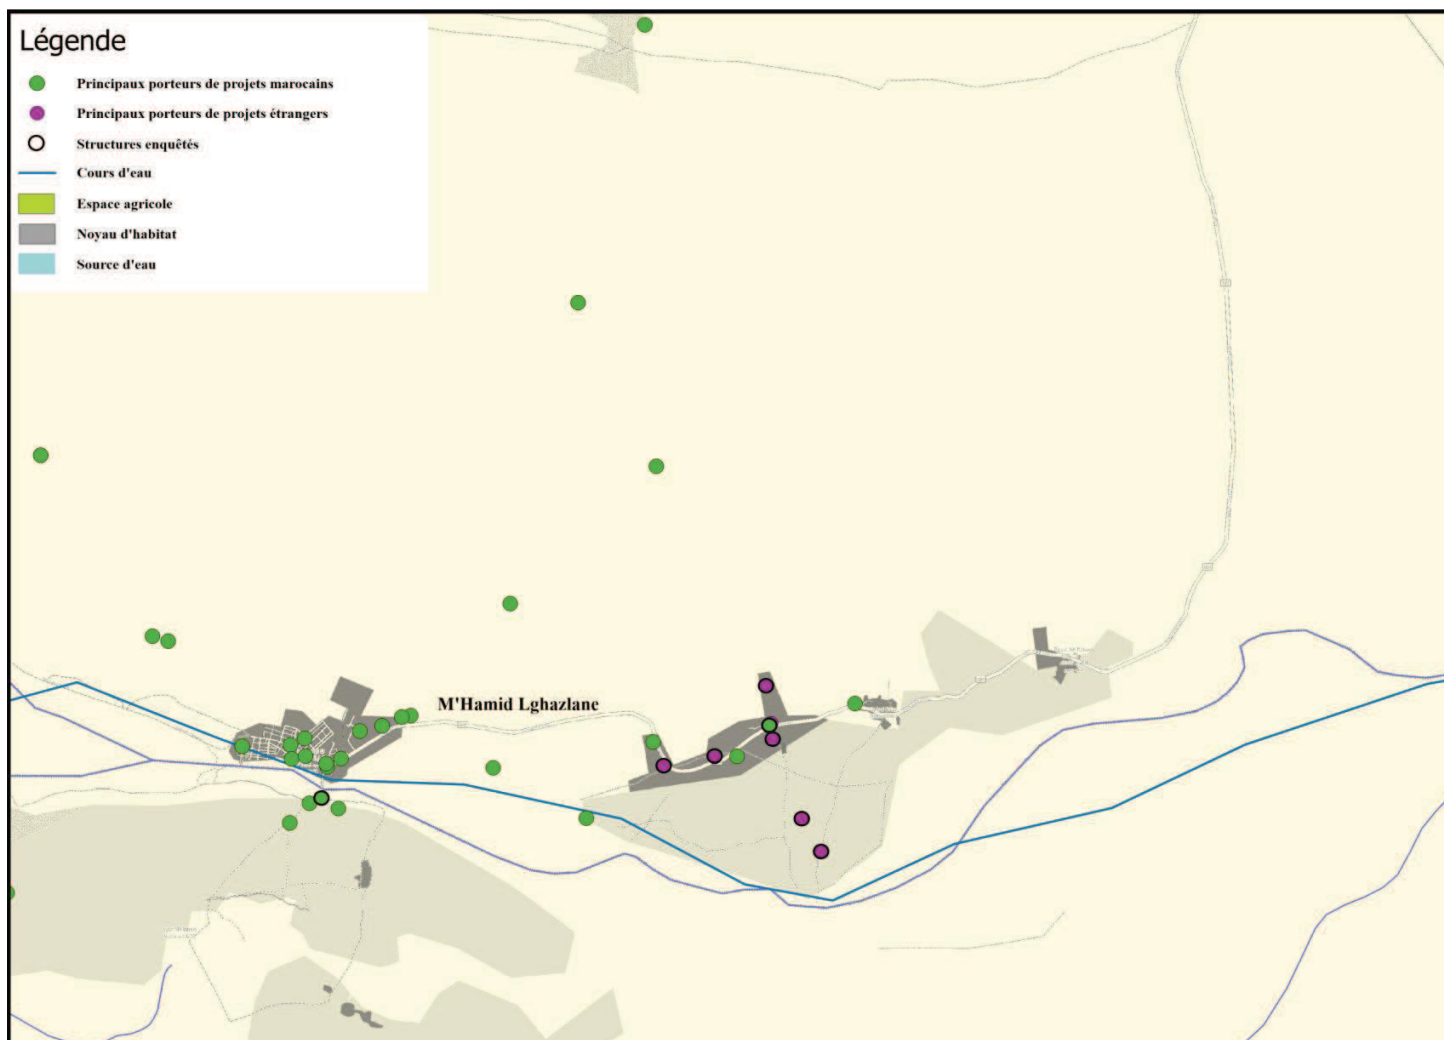 Légende
Principaux porteurs de projets marocains
Principaux porteurs de projets étrangers
Structures enquêtés
Cours d'eau
Espace agricole
Noyau d'habitat
Source d'eau
M'Hamid Lghazlane